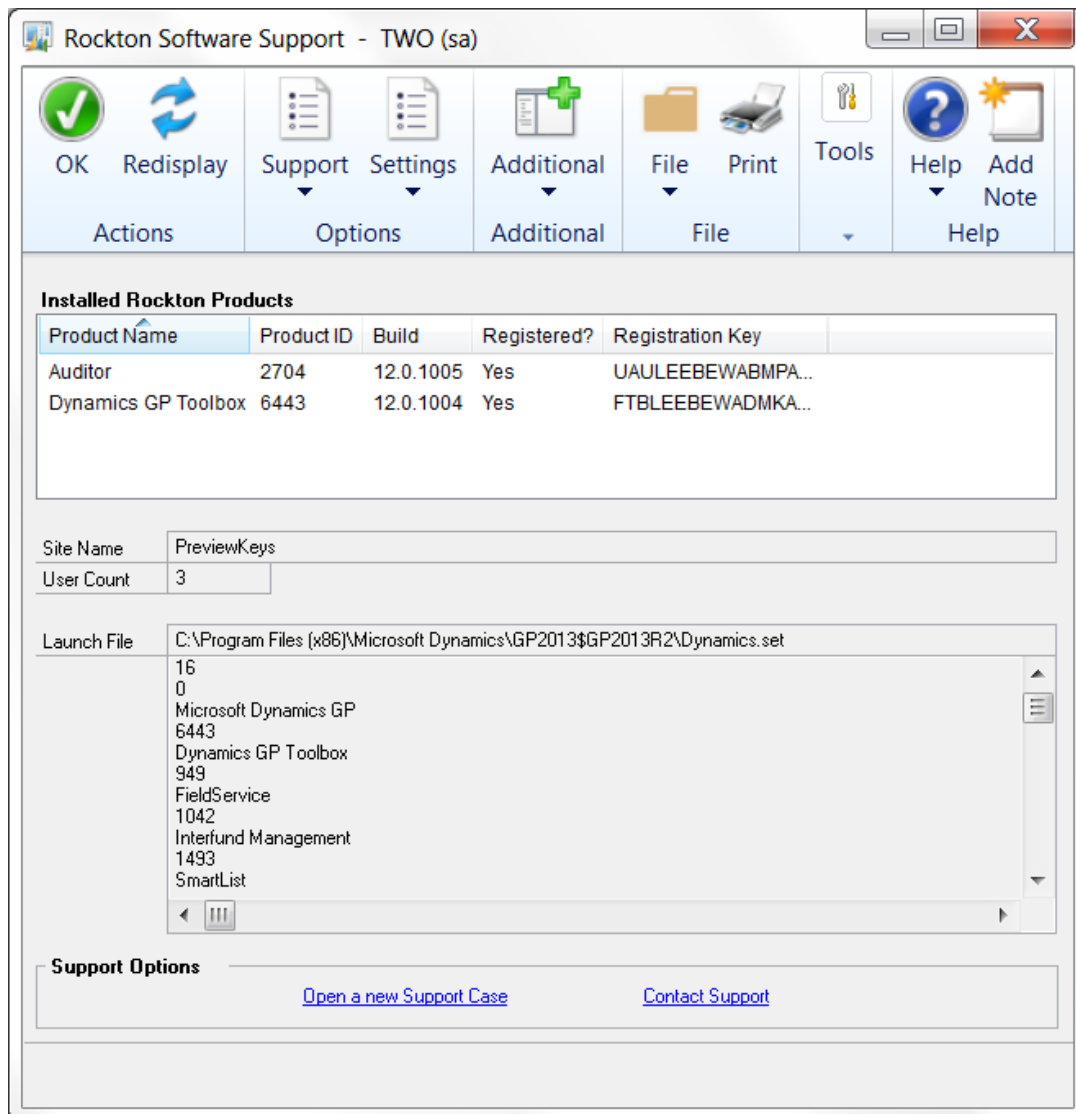 Rockton Software Support - TWO (sa)
OK Redisplay Support Settings Additional File Print Tools Help Add Note
Actions Options Additional File Help
Installed Rockton Products
Product Name Product ID Build Registered? Registration Key
Auditor 2704 12.0.1005 Yes UAULEEBEWABMPA...
Dynamics GP Toolbox 6443 12.0.1004 Yes FTBLEEBEWADMKA...
Site Name PreviewKeys
User Count 3
Launch File C:\Program Files (x86)\Microsoft Dynamics\GP2013$GP2013R2\Dynamics.set
16
0
Microsoft Dynamics GP
6443
Dynamics GP Toolbox
949
FieldService
1042
Interfund Management
1493
SmartList
Support Options
Open a new Support Case Contact Support